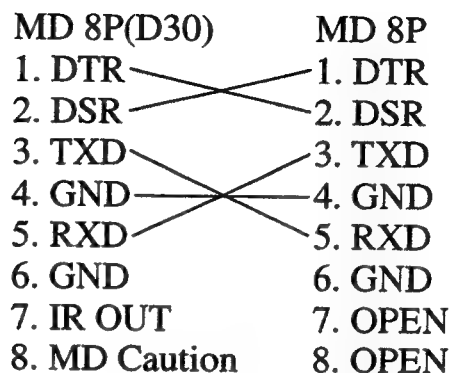 MD 8P(D30) MD 8P
1. DTR 1. DTR
2. DSR 2. DSR
3. TXD 3. TXD
4. GND 4. GND
5. RXD 5. RXD
6. GND 6. GND
7. IR OUT 7. OPEN
8. MD Caution 8. OPEN